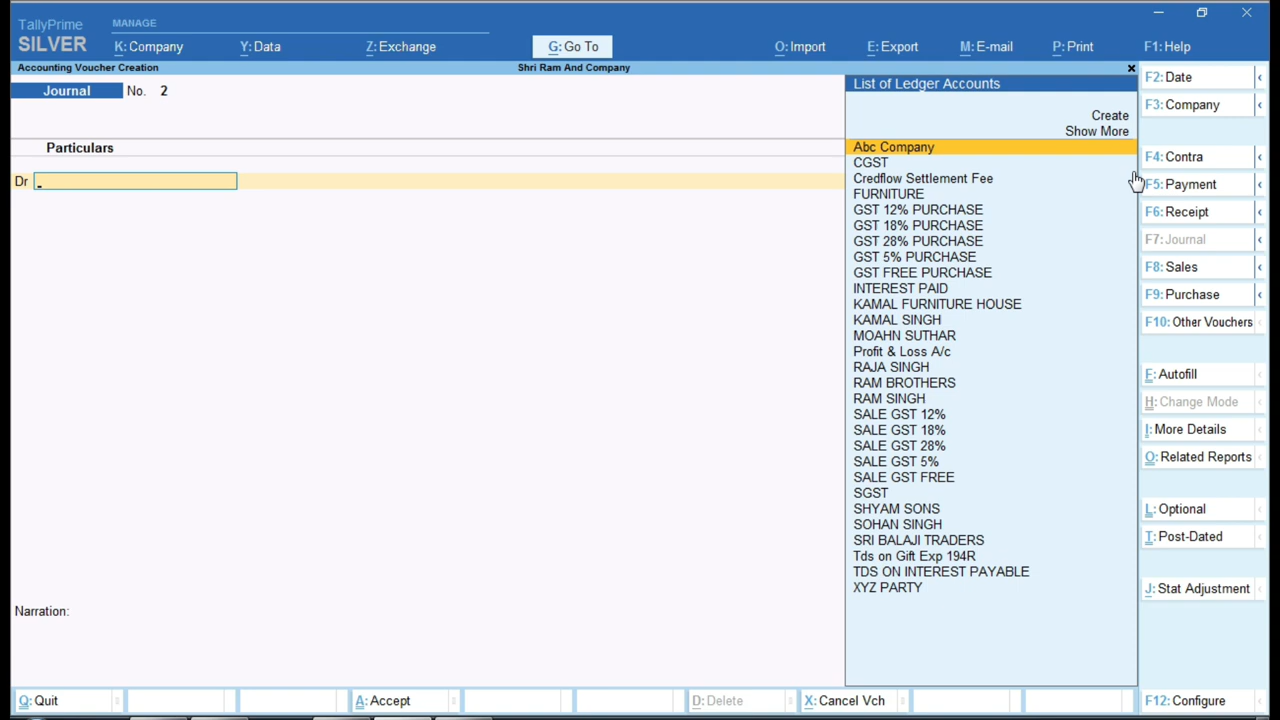 TallyPrime
SILVER
MANAGE
K: Company
Y: Data
Z: Exchange
G: Go To
O: Import
E: Export
M: E-mail
P: Print
F1: Help
Accounting Voucher Creation
Shri Ram And Company
Journal No. 2
Particulars
Dr
Narration:
List of Ledger Accounts
Create
Show More
Abc Company
CGST
Credflow Settlement Fee
FURNITURE
GST 12% PURCHASE
GST 18% PURCHASE
GST 28% PURCHASE
GST 5% PURCHASE
GST FREE PURCHASE
INTEREST PAID
KAMAL FURNITURE HOUSE
KAMAL SINGH
MOAHN SUTHAR
Profit & Loss A/c
RAJA SINGH
RAM BROTHERS
RAM SINGH
SALE GST 12%
SALE GST 18%
SALE GST 28%
SALE GST 5%
SALE GST FREE
SGST
SHYAM SONS
SOHAN SINGH
SRI BALAJI TRADERS
Tds on Gift Exp 194R
TDS ON INTEREST PAYABLE
XYZ PARTY
F2: Date
F3: Company
F4: Contra
F5: Payment
F6: Receipt
F7: Journal
F8: Sales
F9: Purchase
F10: Other Vouchers
F: Autofill
H: Change Mode
I: More Details
O: Related Reports
L: Optional
T: Post-Dated
J: Stat Adjustment
Q: Quit
A: Accept
D: Delete
X: Cancel Vch
F12: Configure